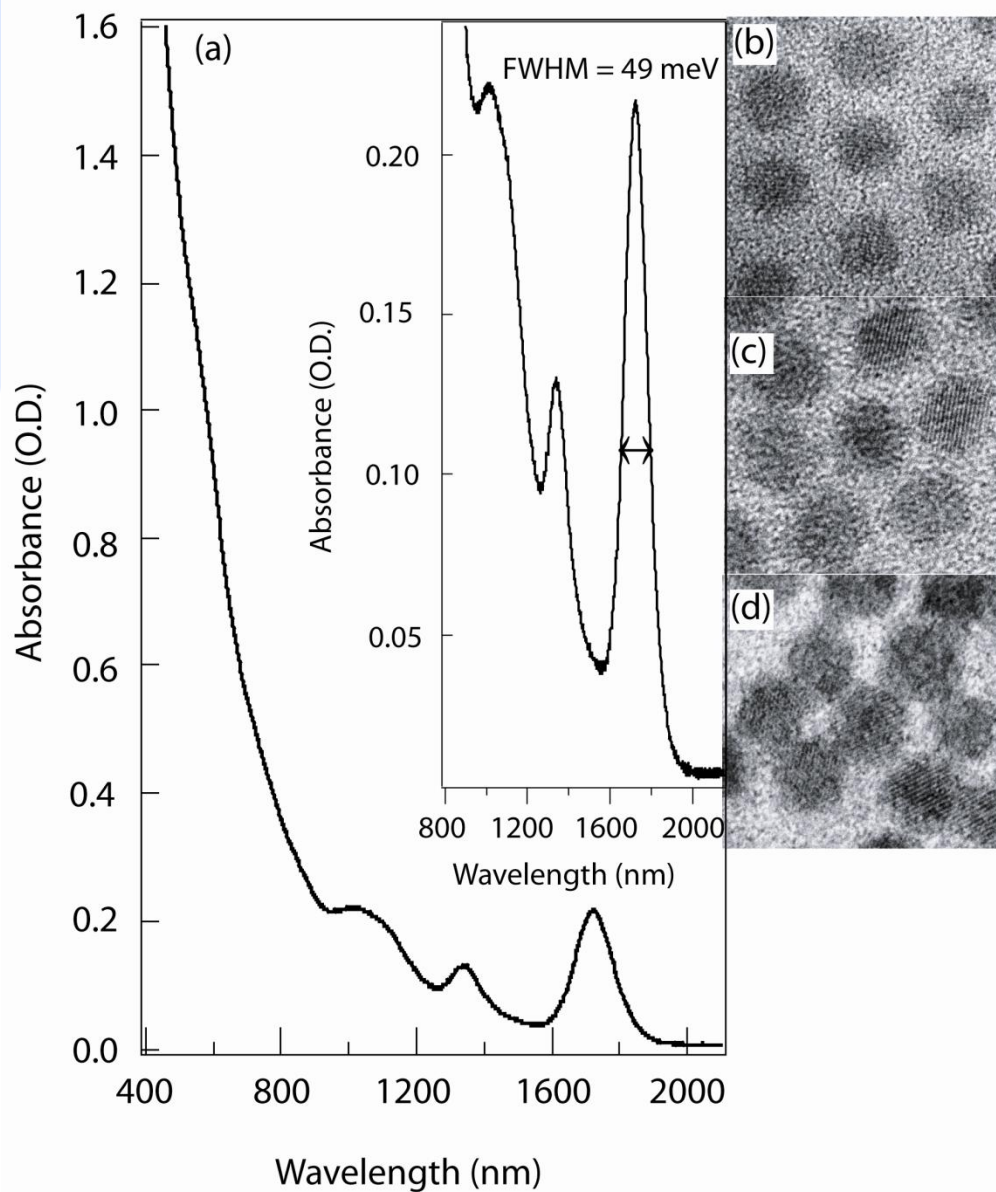 (a)
1.6
1.4
1.2
1.0
0.8
0.6
0.4
0.2
0.0
Absorbance (O.D.)
400 800 1200 1600 2000
Wavelength (nm)
FWHM = 49 meV
0.20
0.15
0.10
0.05
Absorbance (O.D.)
800 1200 1600 2000
Wavelength (nm)
(b)
(c)
(d)